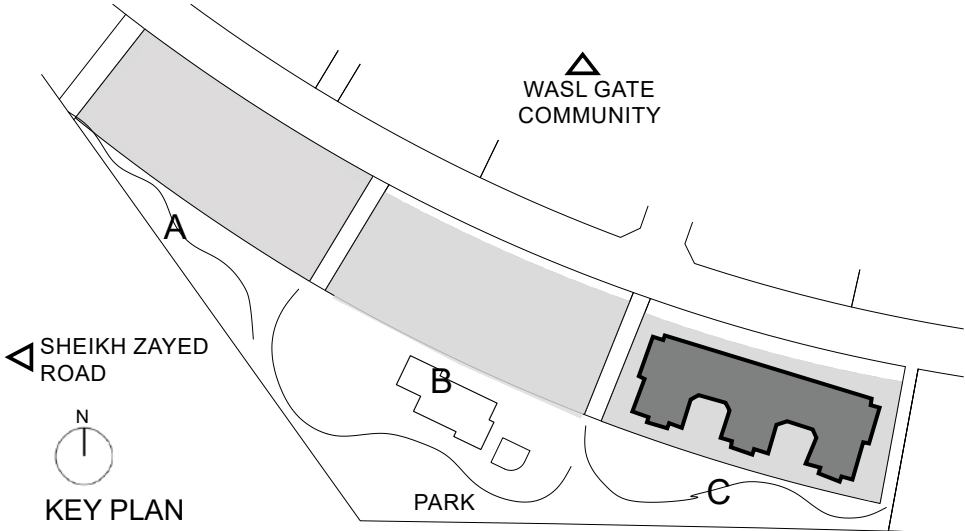 WASL GATE
COMMUNITY
A
SHEIKH ZAYED
ROAD
B
N
KEY PLAN
PARK
C